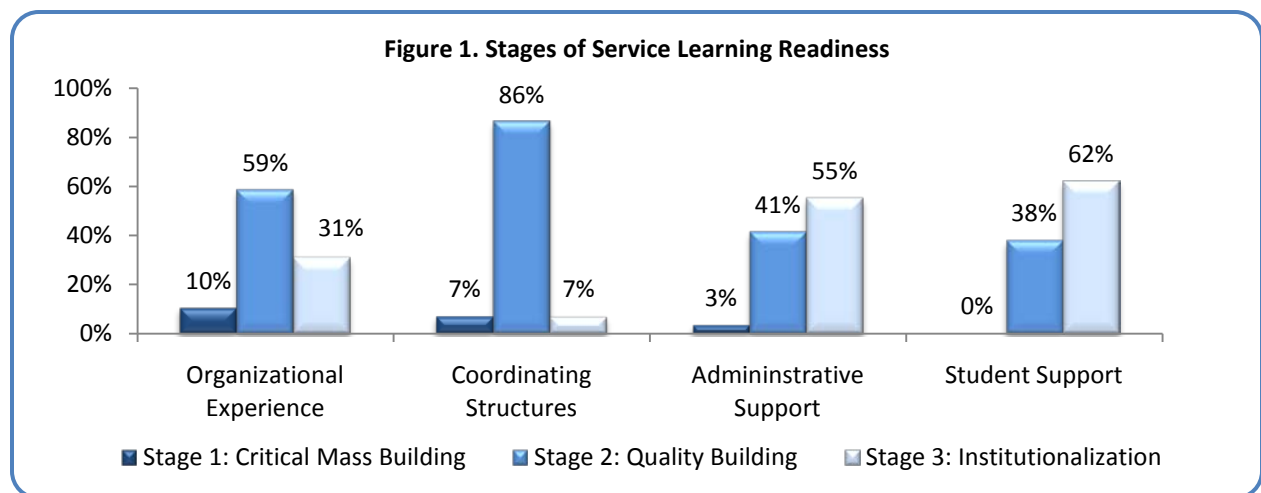 Figure 1. Stages of Service Learning Readiness
100%
80%
60%
40%
20%
0%
10%
59%
31%
7%
86%
7%
3%
41%
55%
0%
38%
62%
Organizational
Experience
Coordinating
Structures
Admininstrative
Support
Student Support
Stage 1: Critical Mass Building
Stage 2: Quality Building
Stage 3: Institutionalization